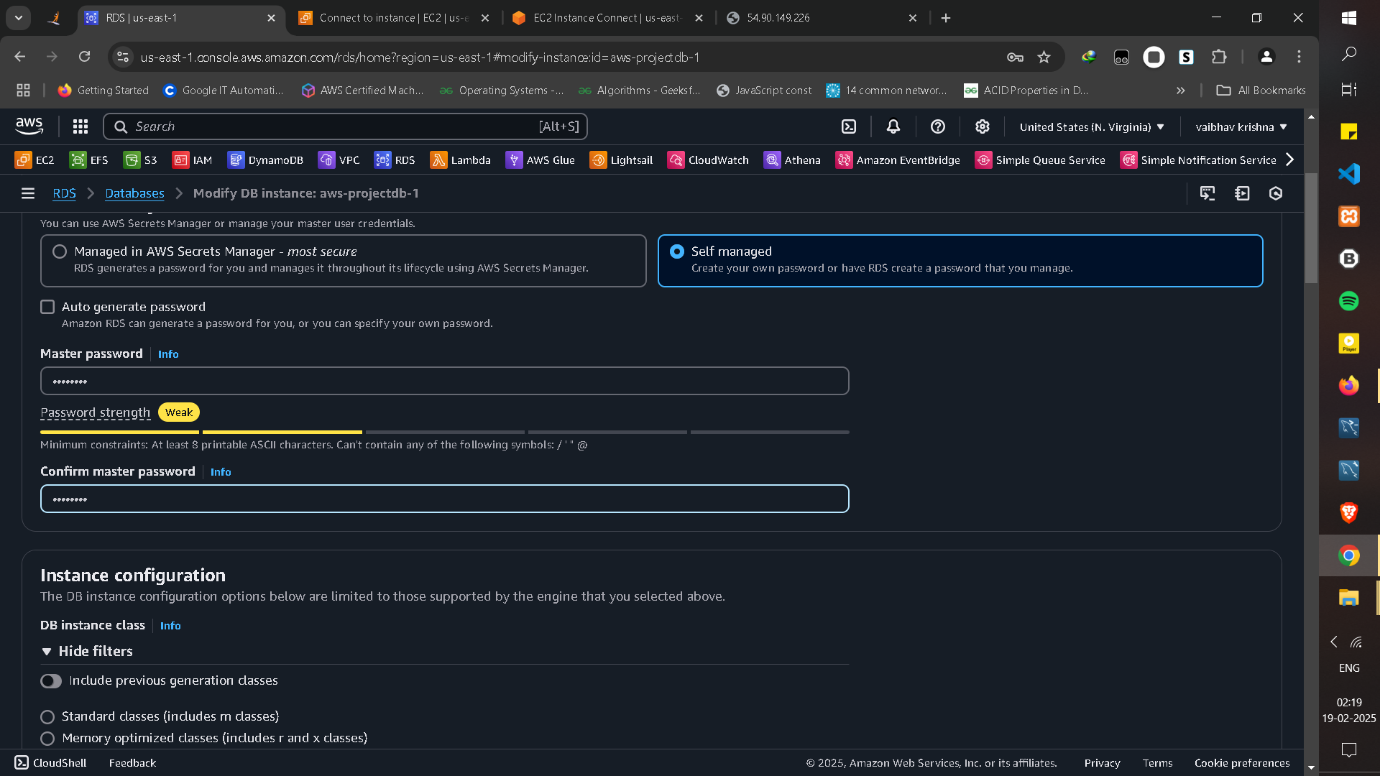 RDS | us-east-1
Connect to instance | EC2 | us-e
EC2 Instance Connect | us-east-
54.90.149.226
us-east-1.console.aws.amazon.com/rds/home?region=us-east-1#modify-instance:id=aws-projectdb-1
Getting Started
Google IT Automati...
AWS Certified Mach...
Operating Systems -...
Algorithms - Geeksf...
JavaScript const
14 common networ...
ACID Properties in D...
All Bookmarks
aws
Search
[Alt+S]
United States (N. Virginia)
vaibhav krishna
EC2
EFS
S3
IAM
DynamoDB
VPC
RDS
Lambda
AWS Glue
Lightsail
CloudWatch
Athena
Amazon EventBridge
Simple Queue Service
Simple Notification Service
RDS
Databases
Modify DB instance: aws-projectdb-1
You can use AWS Secrets Manager or manage your master user credentials.
Managed in AWS Secrets Manager - most secure
RDS generates a password for you and manages it throughout its lifecycle using AWS Secrets Manager.
Self managed
Create your own password or have RDS create a password that you manage.
Auto generate password
Amazon RDS can generate a password for you, or you can specify your own password.
Master password
Info
••••••••
Password strength
Weak
Minimum constraints: At least 8 printable ASCII characters. Can't contain any of the following symbols: / ' " @
Confirm master password
Info
••••••••
Instance configuration
The DB instance configuration options below are limited to those supported by the engine that you selected above.
DB instance class
Info
Hide filters
Include previous generation classes
Standard classes (includes m classes)
Memory optimized classes (includes r and x classes)
CloudShell
Feedback
© 2025, Amazon Web Services, Inc. or its affiliates.
Privacy
Terms
Cookie preferences
ENG
02:19
19-02-2025